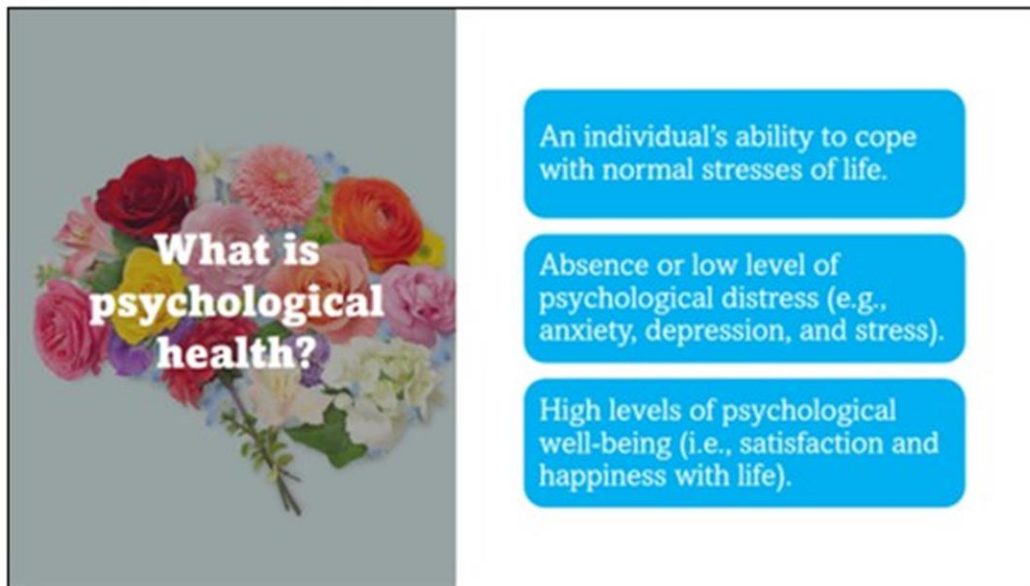 What is
psychological
health?
An individual's ability to cope
with normal stresses of life.
Absence or low level of
psychological distress (e.g.,
anxiety, depression, and stress).
High levels of psychological
well-being (i.e., satisfaction and
happiness with life).